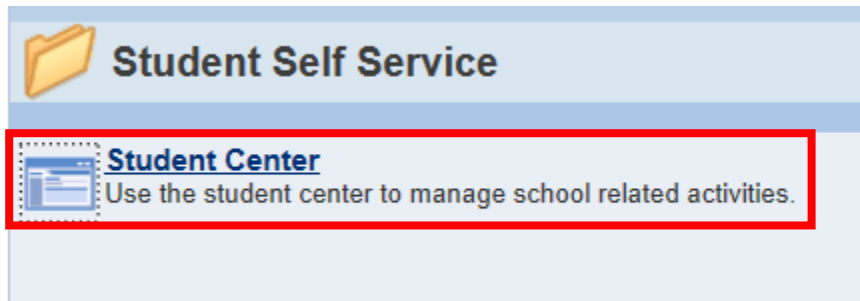 Student Self Service
Student Center
Use the student center to manage school related activities.